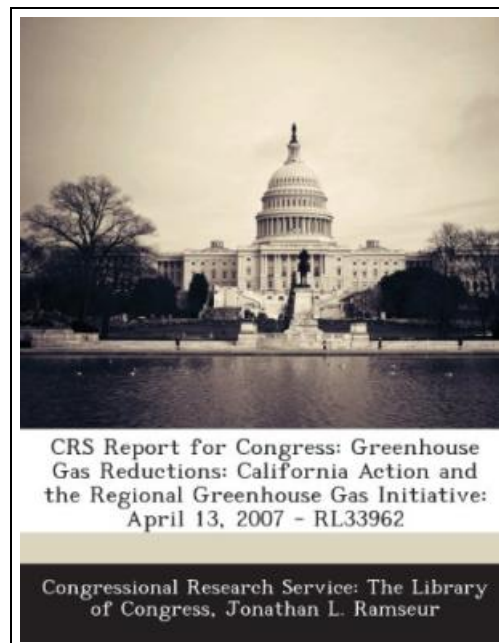 CRS Report for Congress: Greenhouse
Gas Reductions: California Action and
the Regional Greenhouse Gas Initiative:
April 13, 2007 - RL33962
Congressional Research Service: The Library
of Congress, Jonathan L. Ramseur